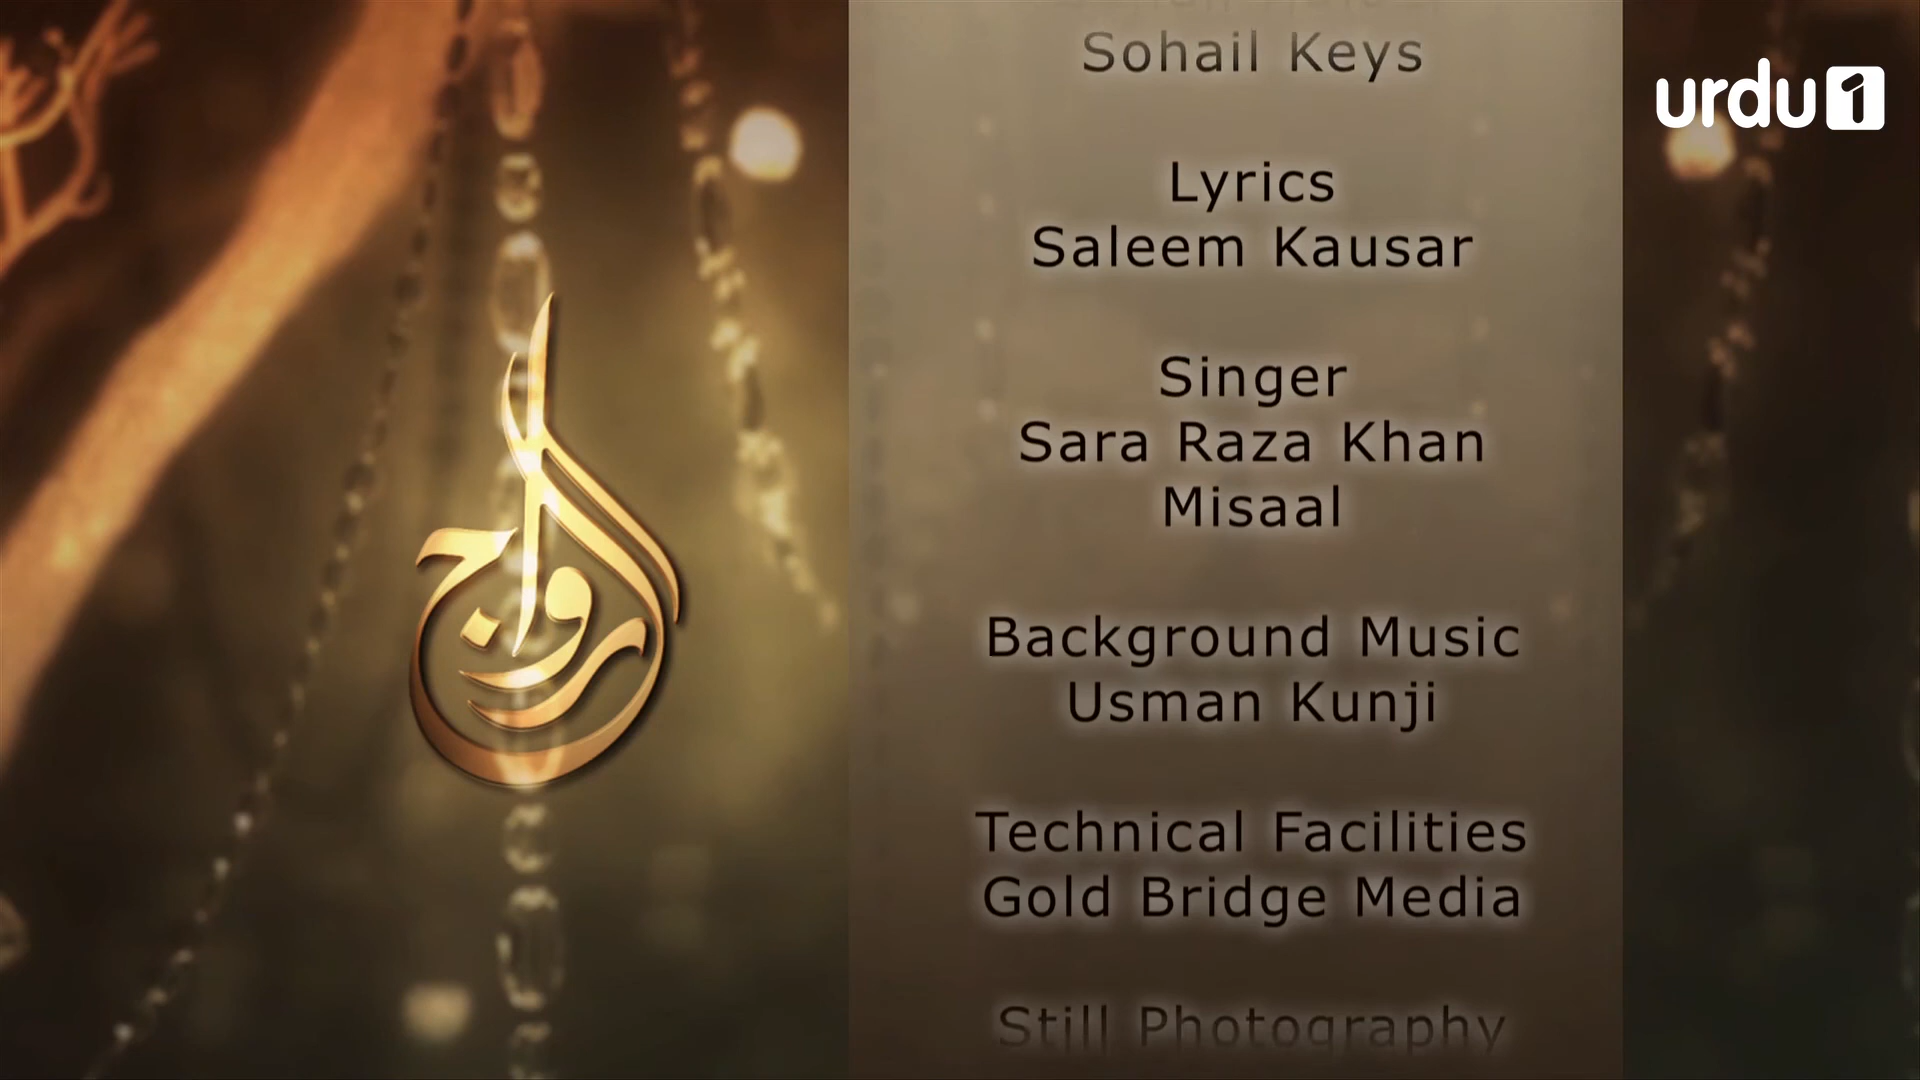 Sohail Keys
Lyrics
Saleem Kausar
Singer
Sara Raza Khan
Misaal
Background Music
Usman Kunji
Technical Facilities
Gold Bridge Media
Still Photography
urdu1
رواج